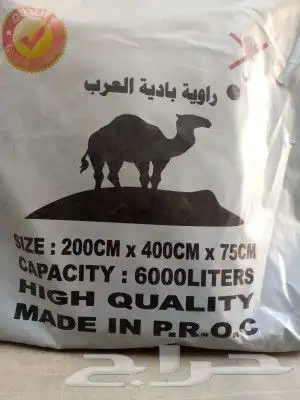 راوية بادية العرب
SIZE : 200CM x 400CM x 75CM
CAPACITY : 6000LITERS
HIGH QUALITY
MADE IN P.R.O.C
حراج